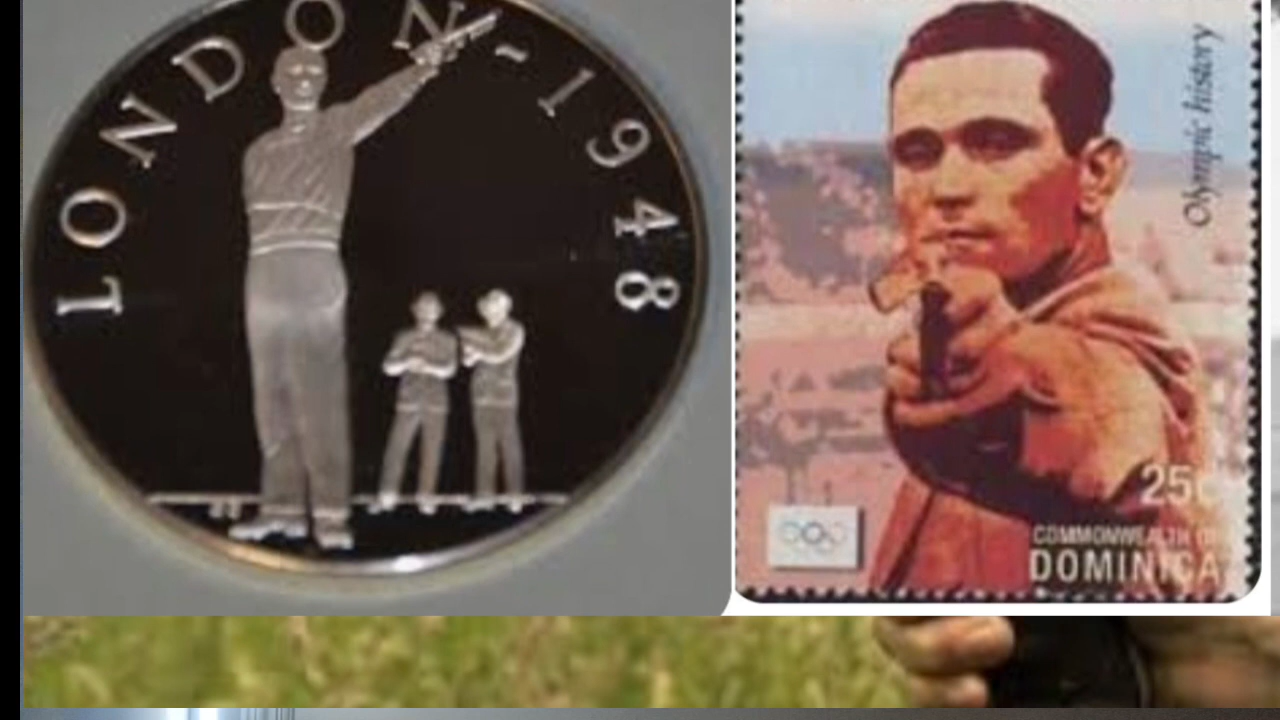 LONDON - 1948
Olympic history
25c
COMMONWEALTH OF
DOMINICA